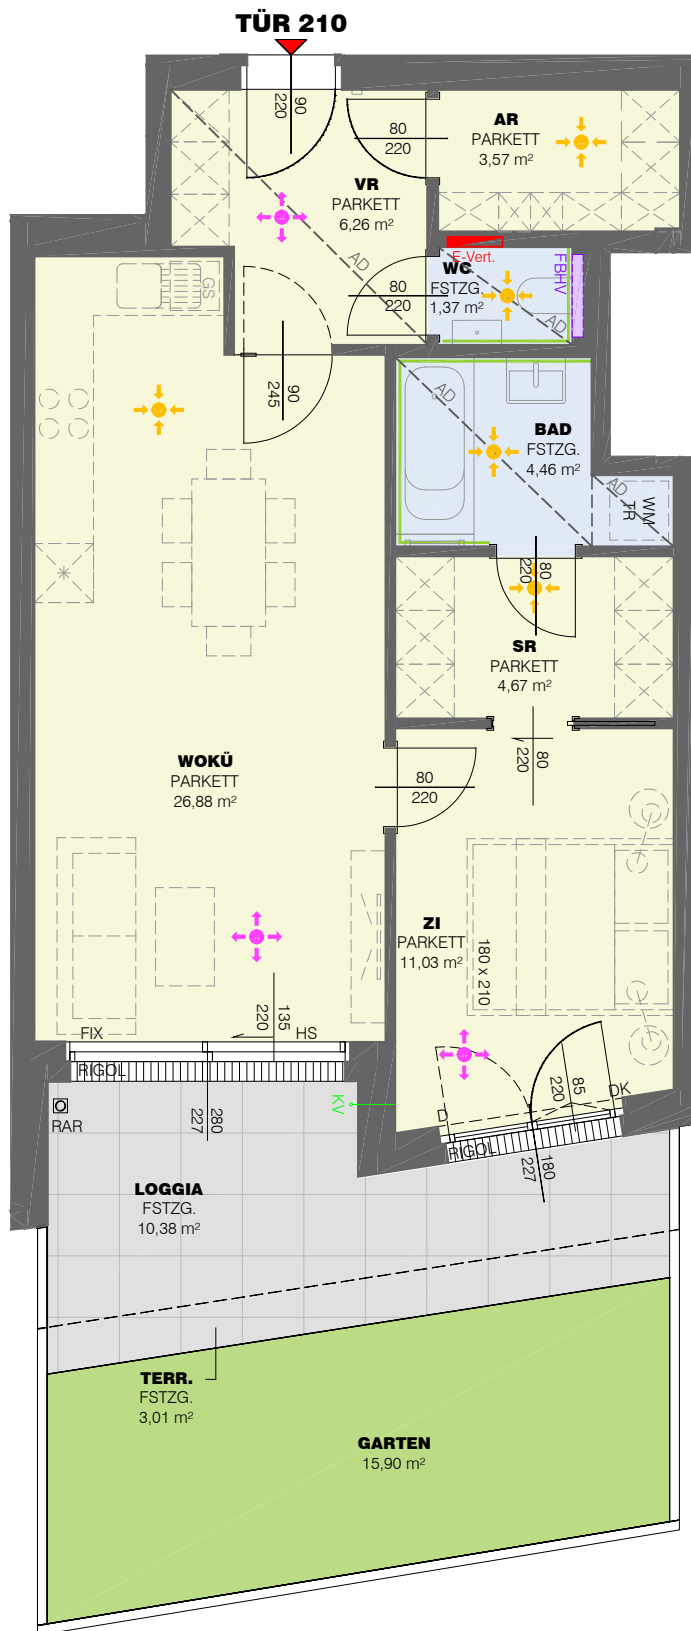 TÜR 210
90
220
80
220
AR
PARKETT
3,57 m²
VR
PARKETT
6,26 m²
AD
E-Vert.
WC
FSTZG.
1,37 m²
FBHV
AD
80
220
GS
90
245
AD
BAD
FSTZG.
4,46 m²
AD
WM
TR
80
220
SR
PARKETT
4,67 m²
80
220
WOKÜ
PARKETT
26,88 m²
80
220
ZI
PARKETT
11,03 m²
180 x 210
135
220
FIX
HS
RIGOL
85
220
D
DK
RIGOL
180
227
KV
RAR
280
227
LOGGIA
FSTZG.
10,38 m²
TERR.
FSTZG.
3,01 m²
GARTEN
15,90 m²